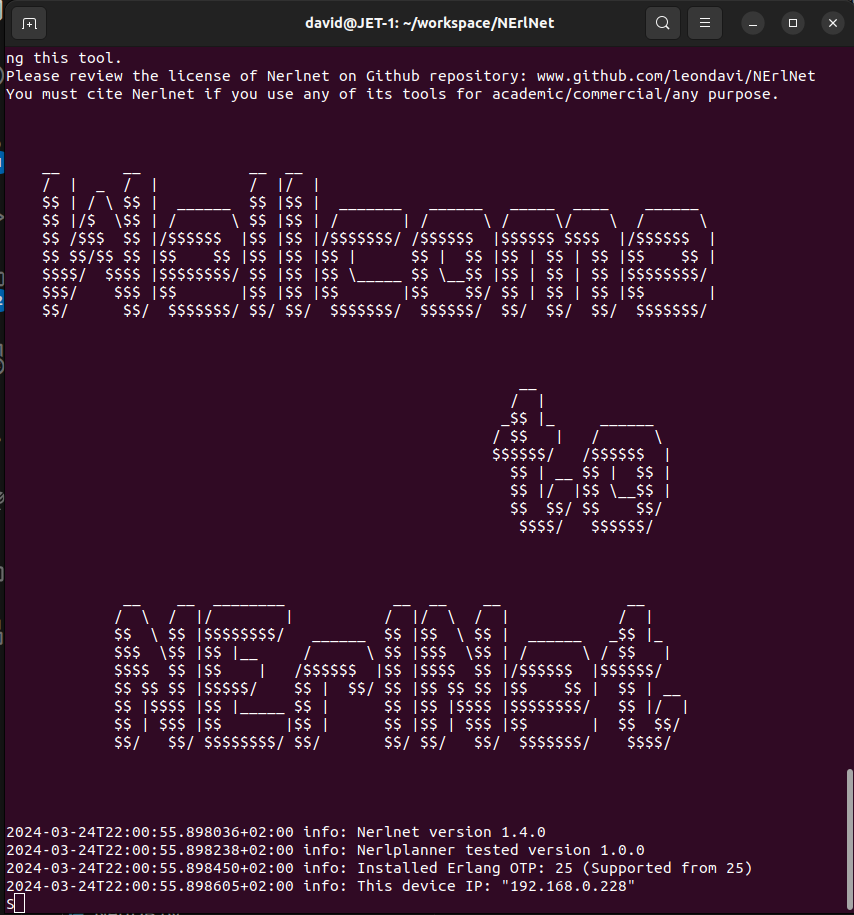 david@JET-1: ~/workspace/NErlNet
ng this tool.
Please review the license of Nerlnet on Github repository: www.github.com/leondavi/NErlNet
You must cite Nerlnet if you use any of its tools for academic/commercial/any purpose.
Wellcome
to
NErlNet
2024-03-24T22:00:55.898036+02:00 info: Nerlnet version 1.4.0
2024-03-24T22:00:55.898238+02:00 info: Nerlplanner tested version 1.0.0
2024-03-24T22:00:55.898450+02:00 info: Installed Erlang OTP: 25 (Supported from 25)
2024-03-24T22:00:55.898605+02:00 info: This device IP: "192.168.0.228"
S